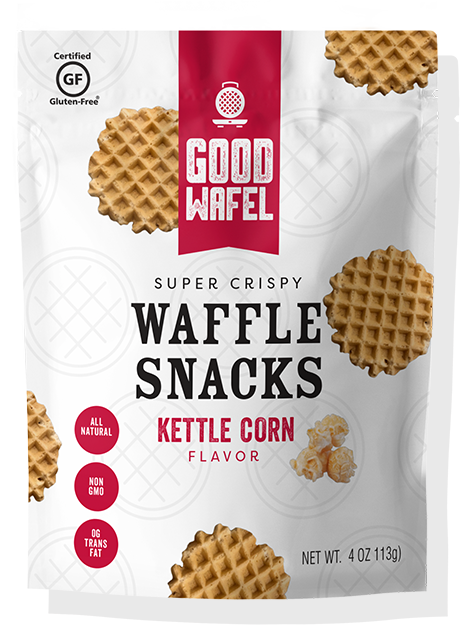 Certified
GF
Gluten-Free®
GOOD
WAFEL
SUPER CRISPY
WAFFLE
SNACKS
KETTLE CORN
FLAVOR
ALL
NATURAL
NON
GMO
0G
TRANS
FAT
NET WT. 4 OZ 113g)